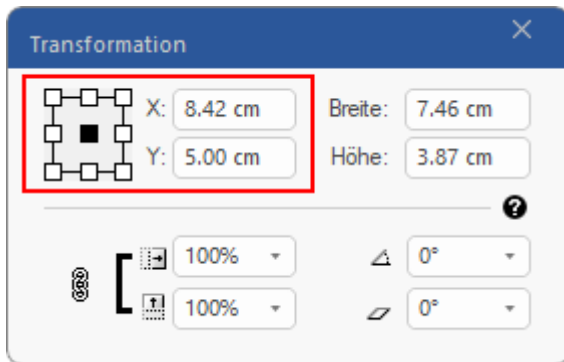 Transformation
X: 8.42 cm Breite: 7.46 cm
Y: 5.00 cm Höhe: 3.87 cm
?
100% 0°
100% 0°